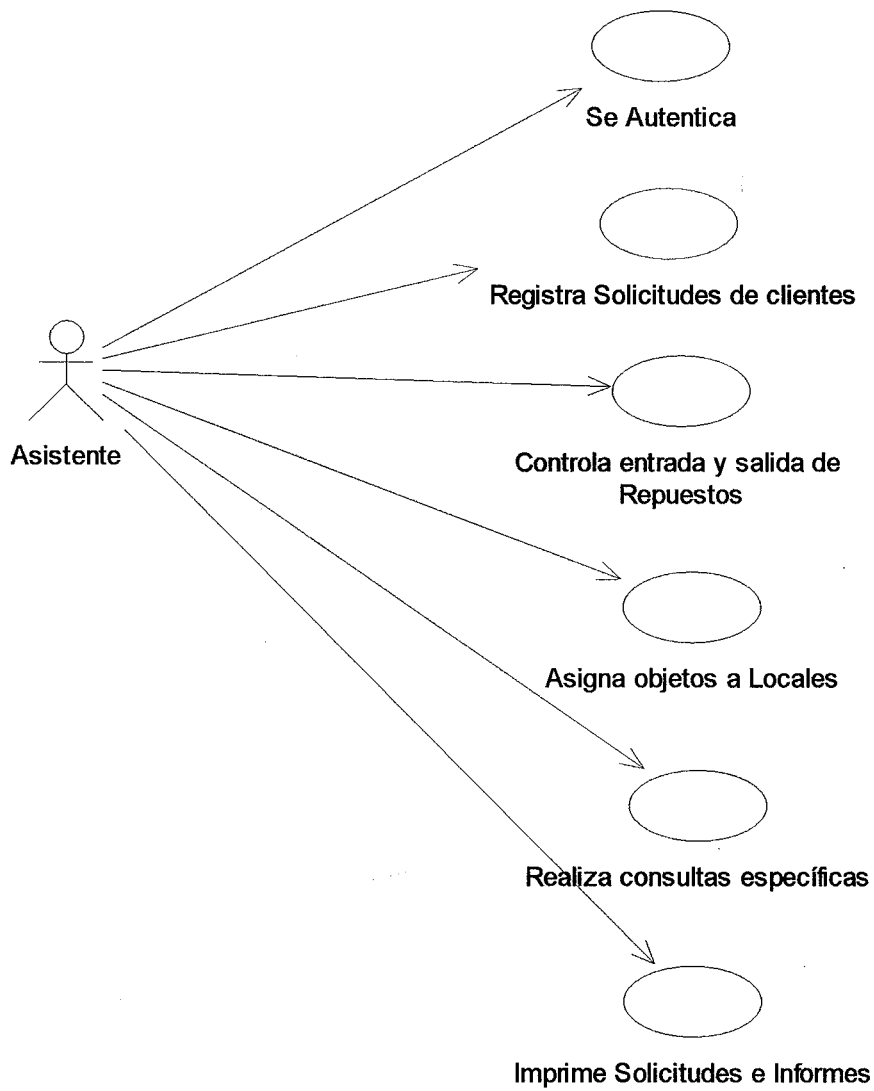 Se Autentica
Registra Solicitudes de clientes
Asistente
Controla entrada y salida de
Repuestos
Asigna objetos a Locales
Realiza consultas específicas
Imprime Solicitudes e Informes